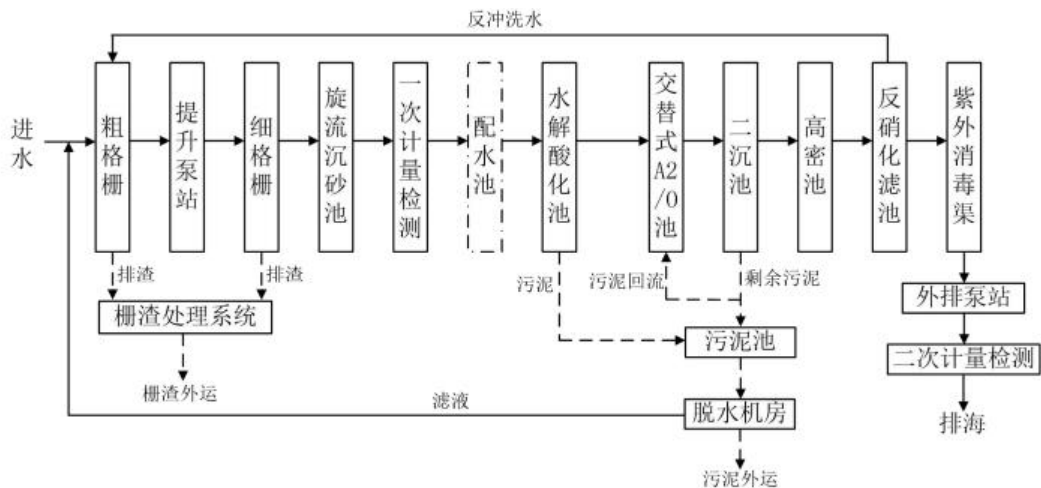 反冲洗水
进水
粗格栅
提升泵站
细格栅
旋流沉砂池
一次计量检测
配水池
水解酸化池
交替式A2/O池
二沉池
高密池
反硝化滤池
紫外消毒渠
排渣
排渣
污泥
污泥回流
剩余污泥
栅渣处理系统
外排泵站
污泥池
二次计量检测
栅渣外运
滤液
脱水机房
排海
污泥外运